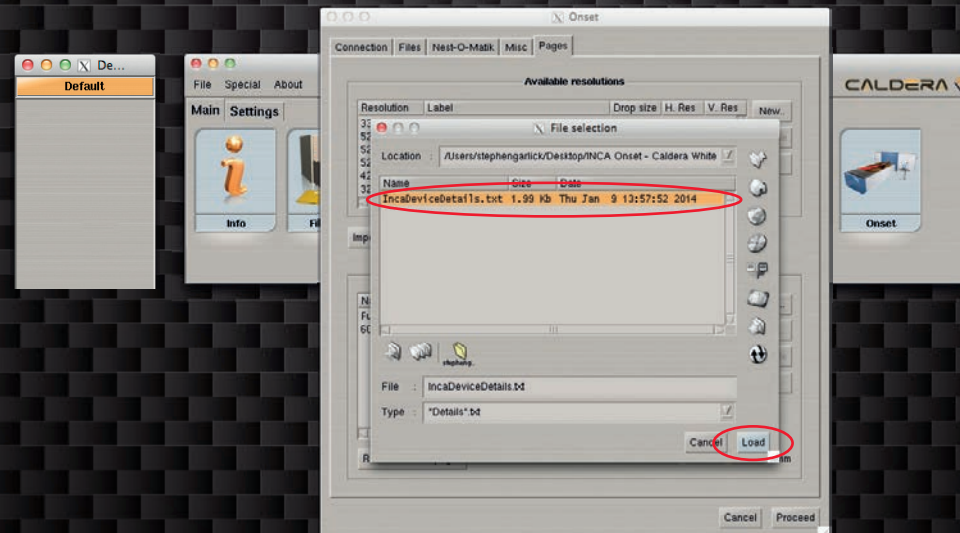 Onset
De...
Default
File Special About
Main Settings
Info
CALDERA
Onset
Connection Files Nest-O-Matik Misc Pages
Available resolutions
Resolution Label Drop size H. Res V. Res New...
File selection
Location : /Users/stephengarlick/Desktop/INCA Onset - Caldera White
Name Size Date
IncaDeviceDetails.txt 1.99 Kb Thu Jan 9 13:57:52 2014
File : IncaDeviceDetails.txt
Type : *Details*.txt
Cancel Load
Cancel Proceed